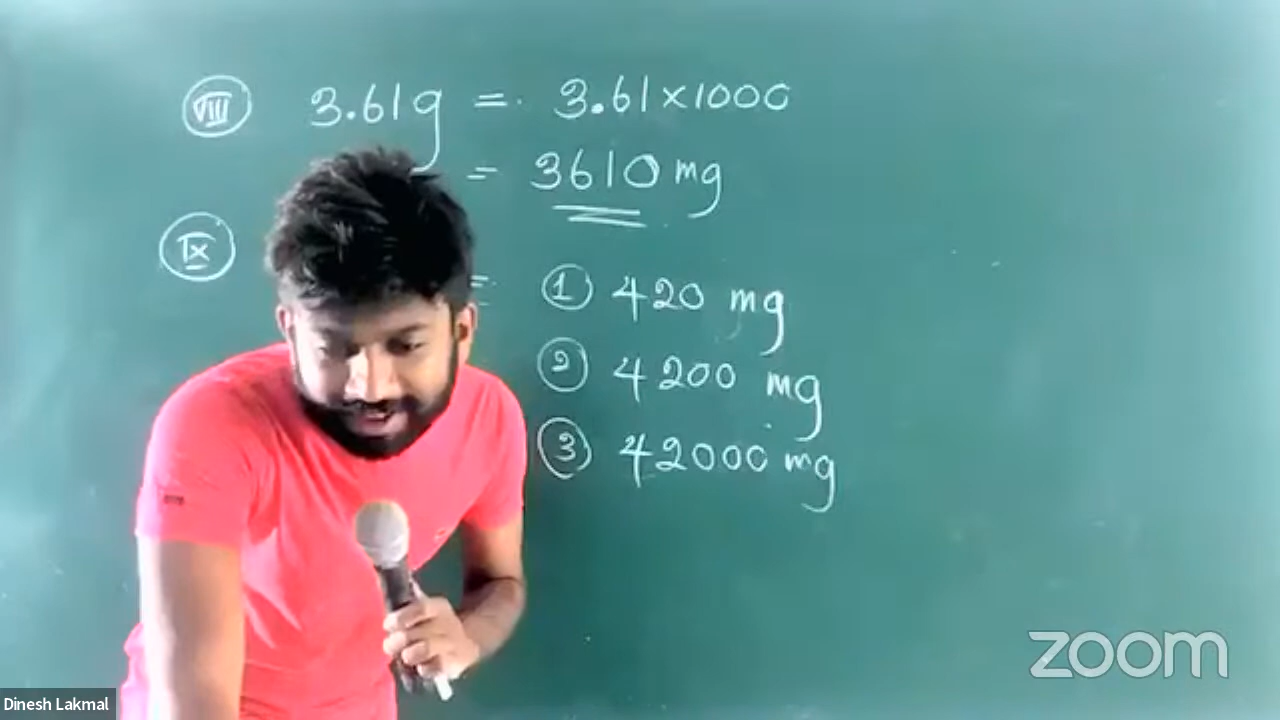 VIII 3.61g = 3.61×1000
= 3610 mg
IX = 1 420 mg
2 4200 mg
3 42000 mg
zoom
Dinesh Lakmal